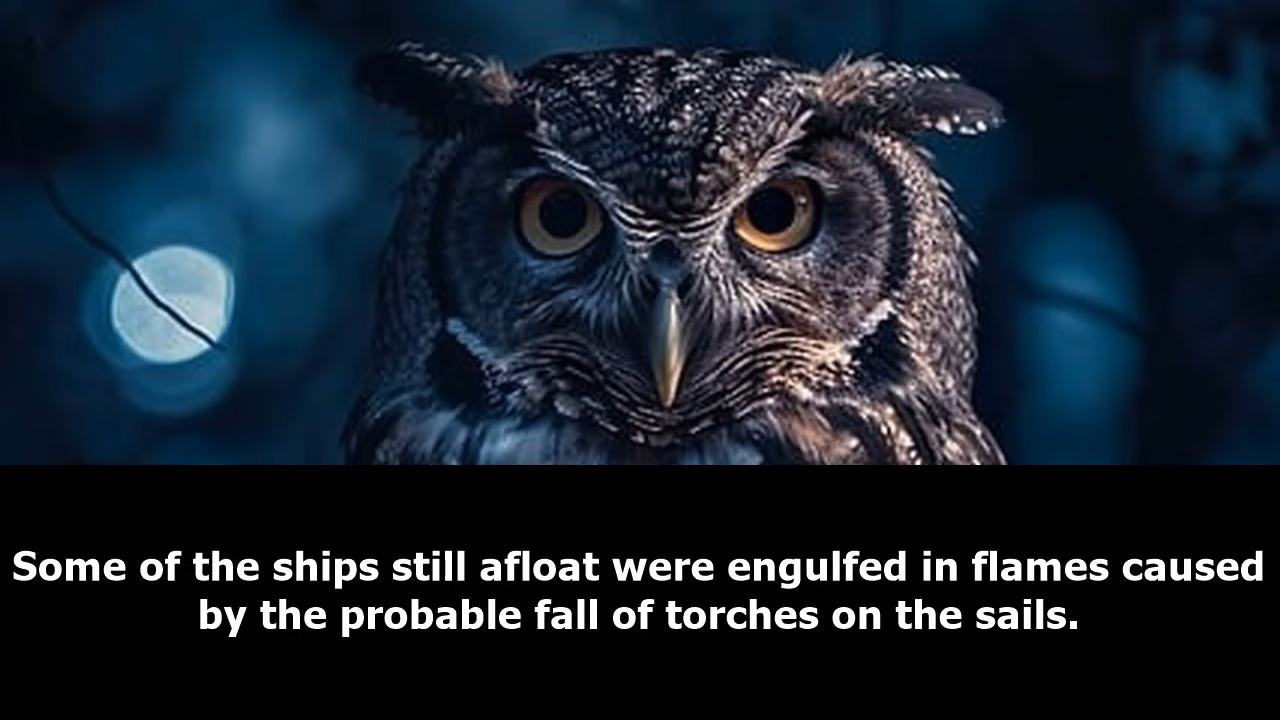 Some of the ships still afloat were engulfed in flames caused
by the probable fall of torches on the sails.